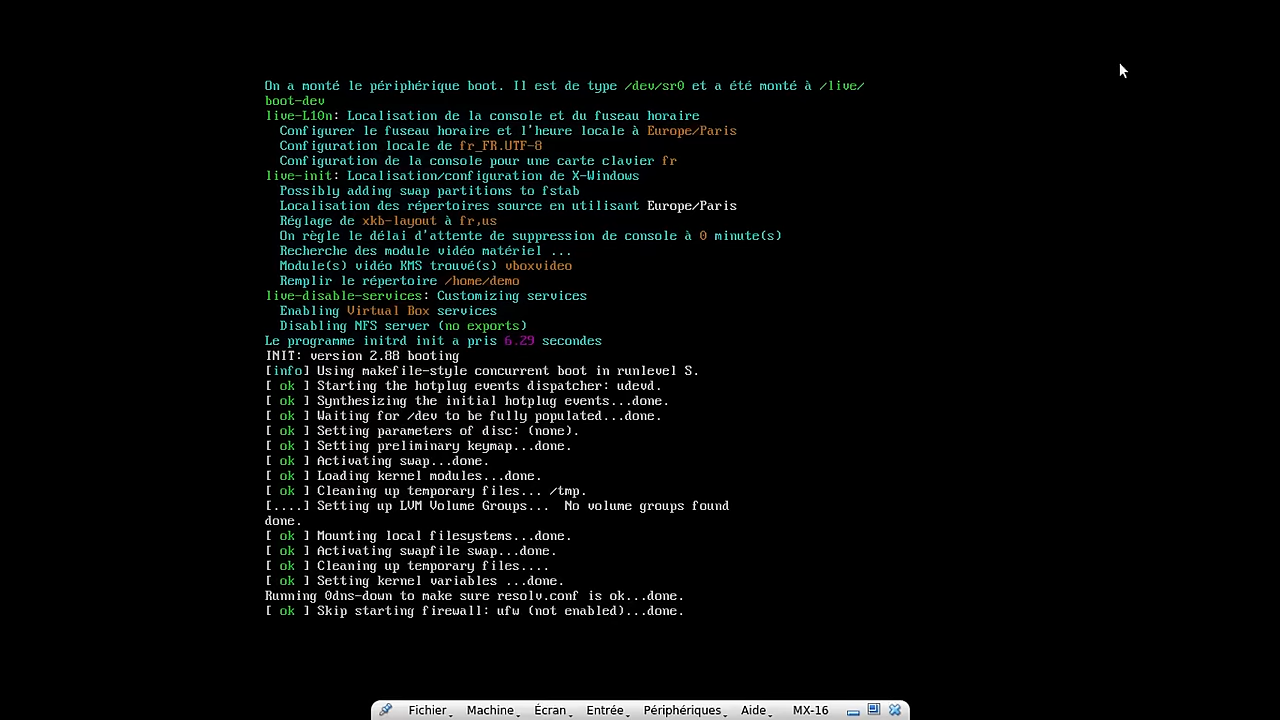 On a monté le périphérique boot. Il est de type /dev/sr0 et a été monté à /live/
boot-dev
live-L10n: Localisation de la console et du fuseau horaire
Configurer le fuseau horaire et l'heure locale à Europe/Paris
Configuration locale de fr_FR.UTF-8
Configuration de la console pour une carte clavier fr
live-init: Localisation/configuration de X-Windows
Possibly adding swap partitions to fstab
Localisation des répertoires source en utilisant Europe/Paris
Réglage de xkb-layout à fr,us
On règle le délai d'attente de suppression de console à 0 minute(s)
Recherche des module vidéo matériel ...
Module(s) vidéo KMS trouvé(s) vboxvideo
Remplir le répertoire /home/demo
live-disable-services: Customizing services
Enabling Virtual Box services
Disabling NFS server (no exports)
Le programme initrd init a pris 6.29 secondes
INIT: version 2.88 booting
[info] Using makefile-style concurrent boot in runlevel S.
[ ok ] Starting the hotplug events dispatcher: udevd.
[ ok ] Synthesizing the initial hotplug events...done.
[ ok ] Waiting for /dev to be fully populated...done.
[ ok ] Setting parameters of disc: (none).
[ ok ] Setting preliminary keymap...done.
[ ok ] Activating swap...done.
[ ok ] Loading kernel modules...done.
[ ok ] Cleaning up temporary files... /tmp.
[....] Setting up LVM Volume Groups...  No volume groups found
done.
[ ok ] Mounting local filesystems...done.
[ ok ] Activating swapfile swap...done.
[ ok ] Cleaning up temporary files....
[ ok ] Setting kernel variables ...done.
Running 0dns-down to make sure resolv.conf is ok...done.
[ ok ] Skip starting firewall: ufw (not enabled)...done.
Fichier Machine Écran Entrée Périphériques Aide MX-16